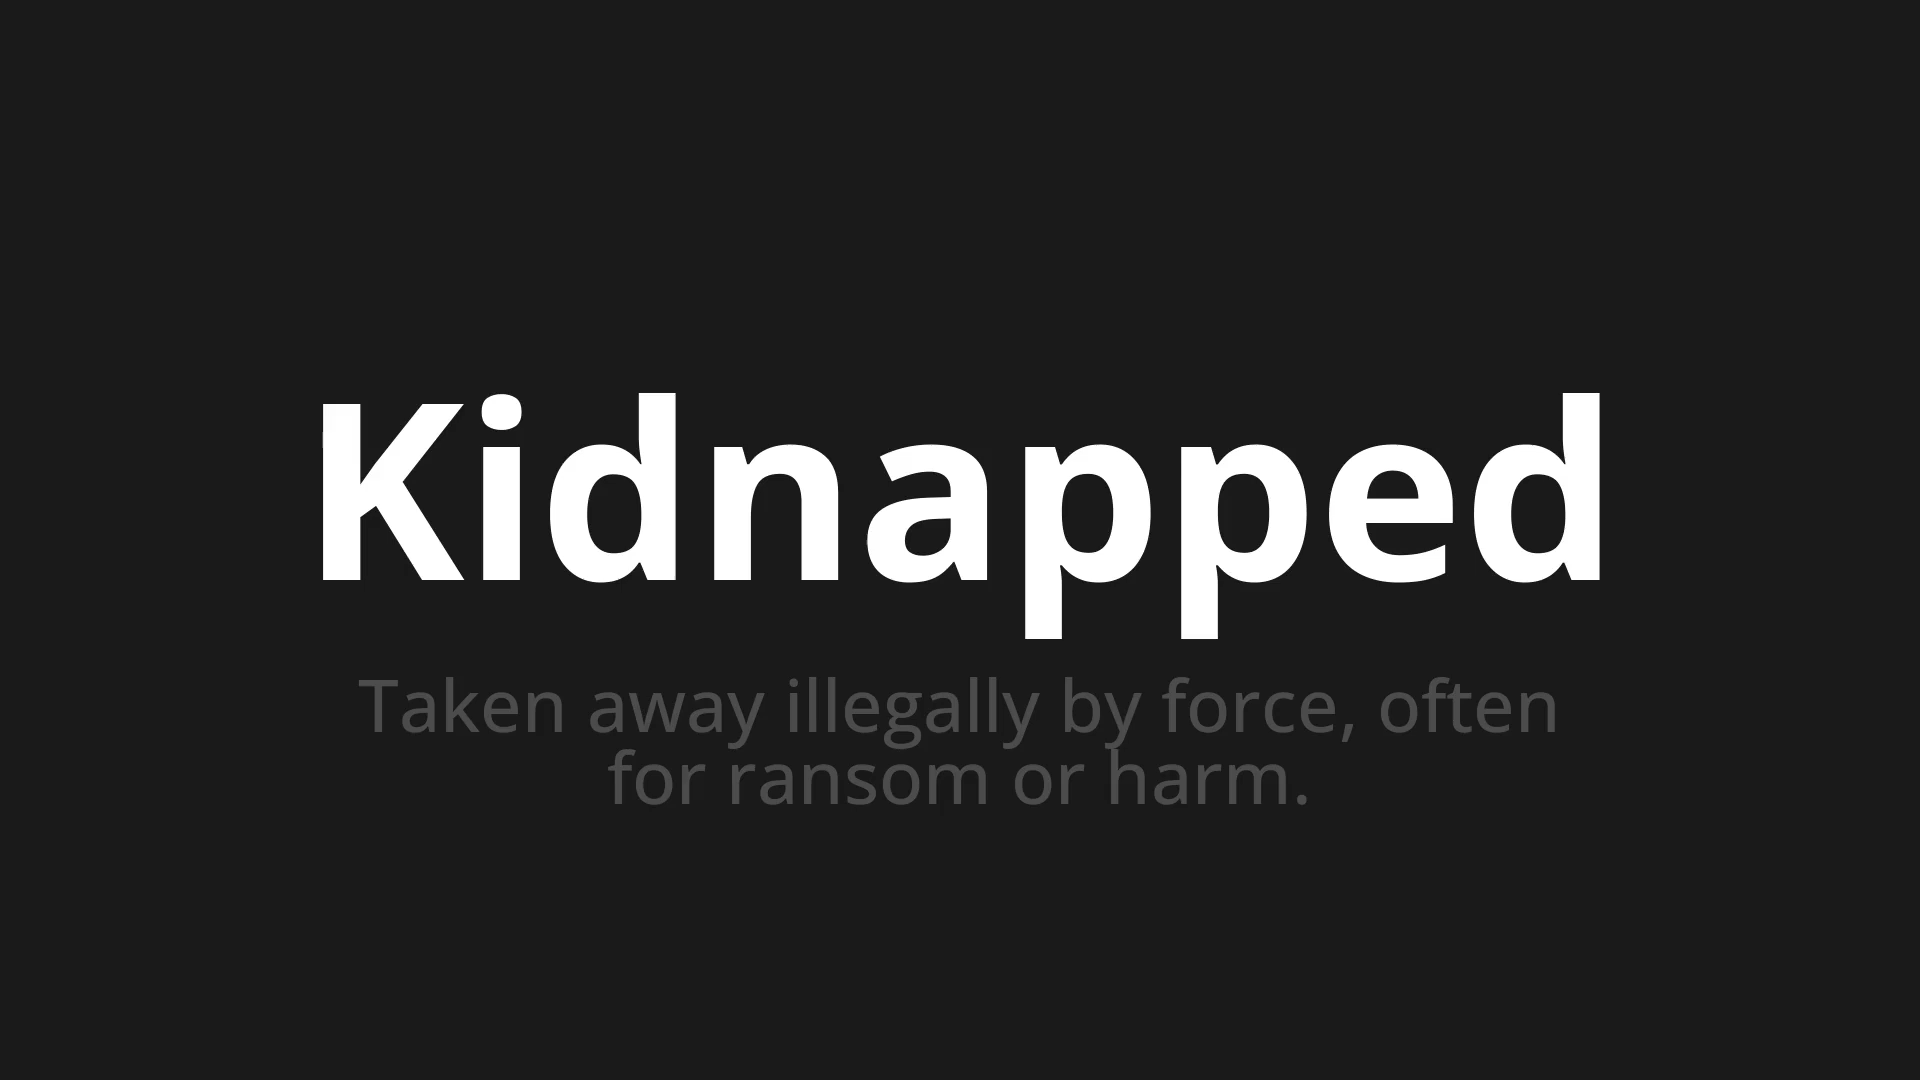 Kidnapped
Taken away illegally by force, often
for ransom or harm.